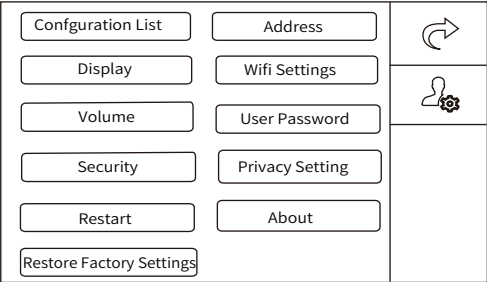 Confguration List
Address
Display
Wifi Settings
Volume
User Password
Security
Privacy Setting
Restart
About
Restore Factory Settings